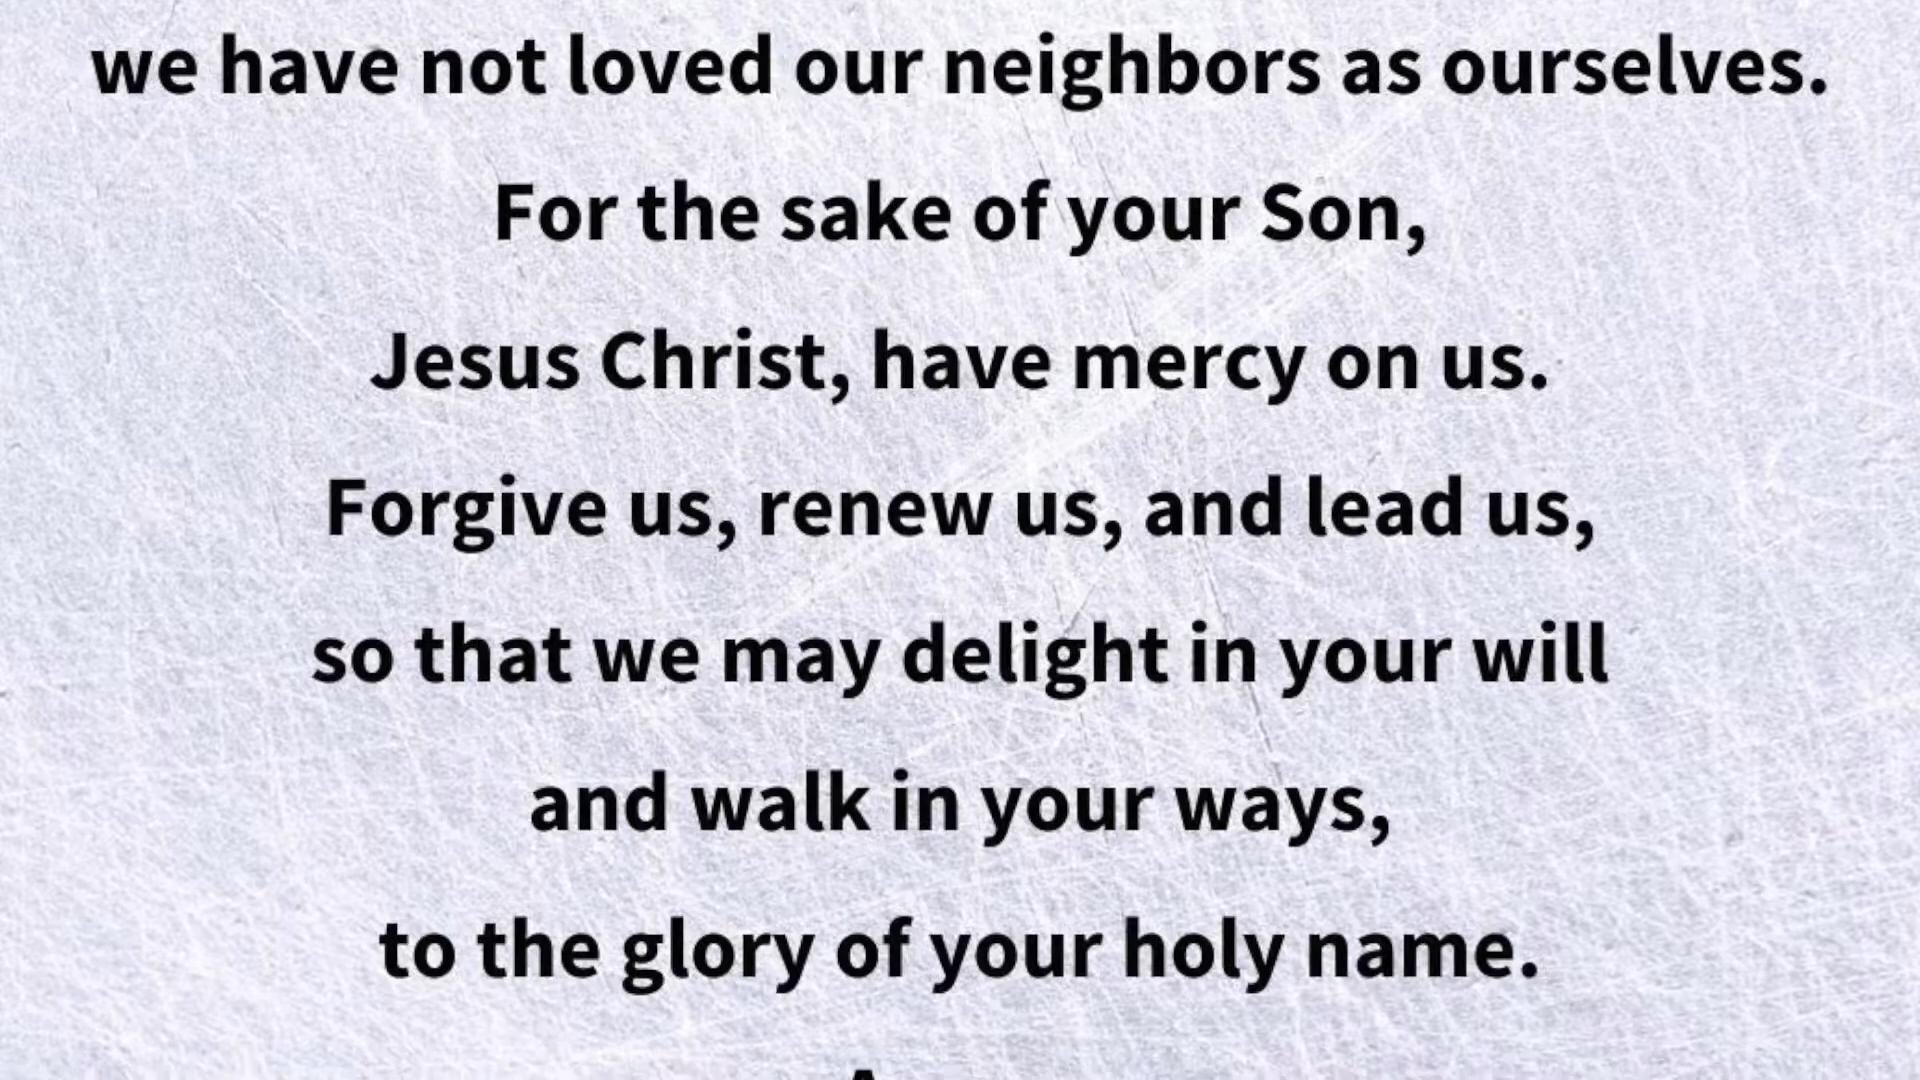 we have not loved our neighbors as ourselves.
For the sake of your Son,
Jesus Christ, have mercy on us.
Forgive us, renew us, and lead us,
so that we may delight in your will
and walk in your ways,
to the glory of your holy name.